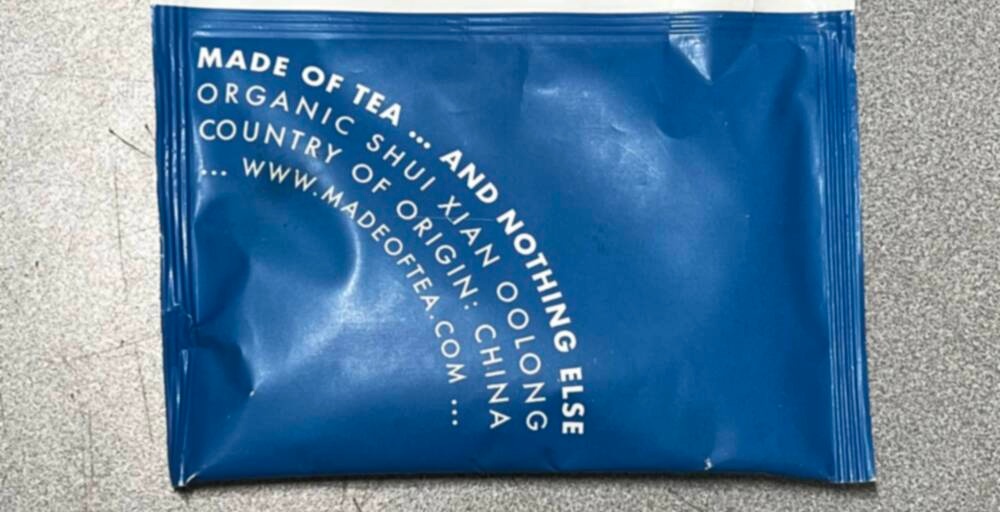 MADE OF TEA ... AND NOTHING ELSE
ORGANIC SHUI XIAN OOLONG
COUNTRY OF ORIGIN: CHINA
... WWW.MADEOFTEA.COM ...